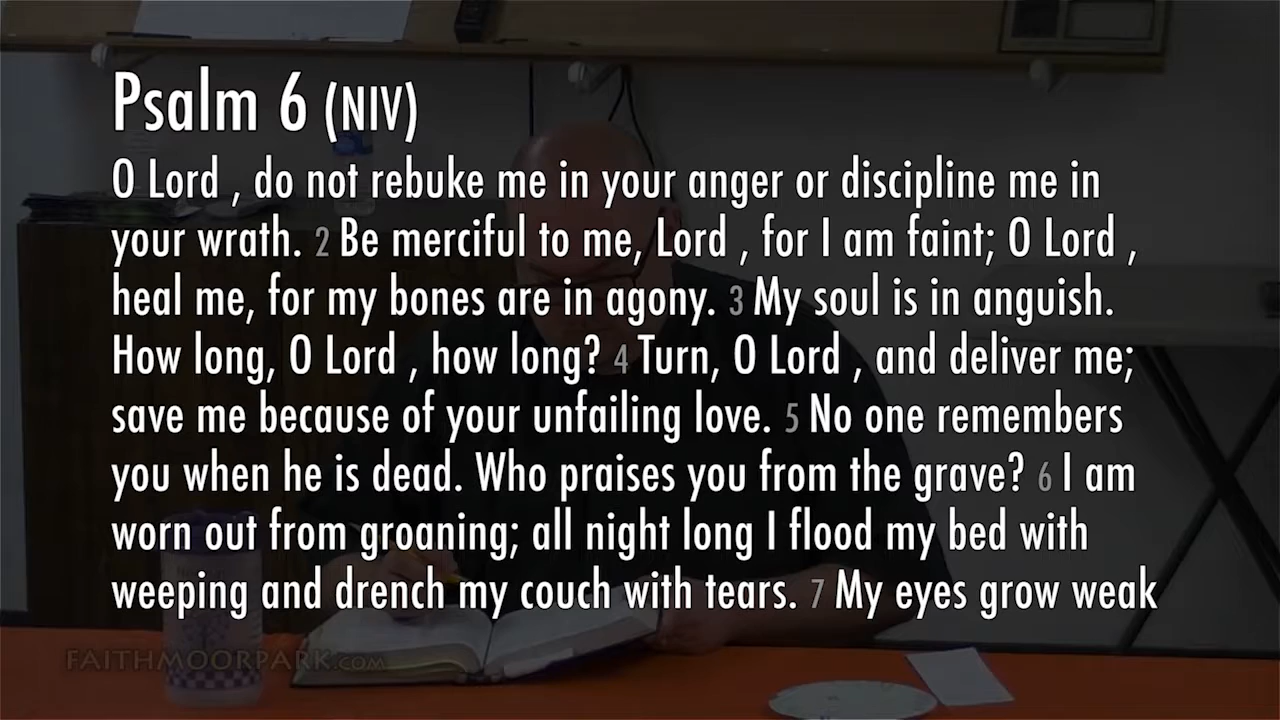 Psalm 6 (NIV)
O Lord , do not rebuke me in your anger or discipline me in
your wrath. 2 Be merciful to me, Lord , for I am faint; O Lord ,
heal me, for my bones are in agony. 3 My soul is in anguish.
How long, O Lord , how long? 4 Turn, O Lord , and deliver me;
save me because of your unfailing love. 5 No one remembers
you when he is dead. Who praises you from the grave? 6 I am
worn out from groaning; all night long I flood my bed with
weeping and drench my couch with tears. 7 My eyes grow weak
FAITHMOORPARK.COM